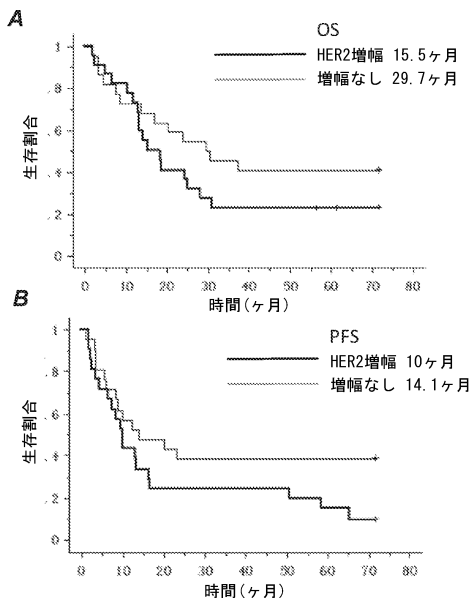 A
OS
HER2増幅 15.5ヶ月
増幅なし 29.7ヶ月
生存割合
1
.8
.6
.4
.2
0
0 10 20 30 40 50 60 70 80
時間(ヶ月)
B
PFS
HER2増幅 10ヶ月
増幅なし 14.1ヶ月
生存割合
1
.8
.6
.4
.2
0
0 10 20 30 40 50 60 70 80
時間(ヶ月)